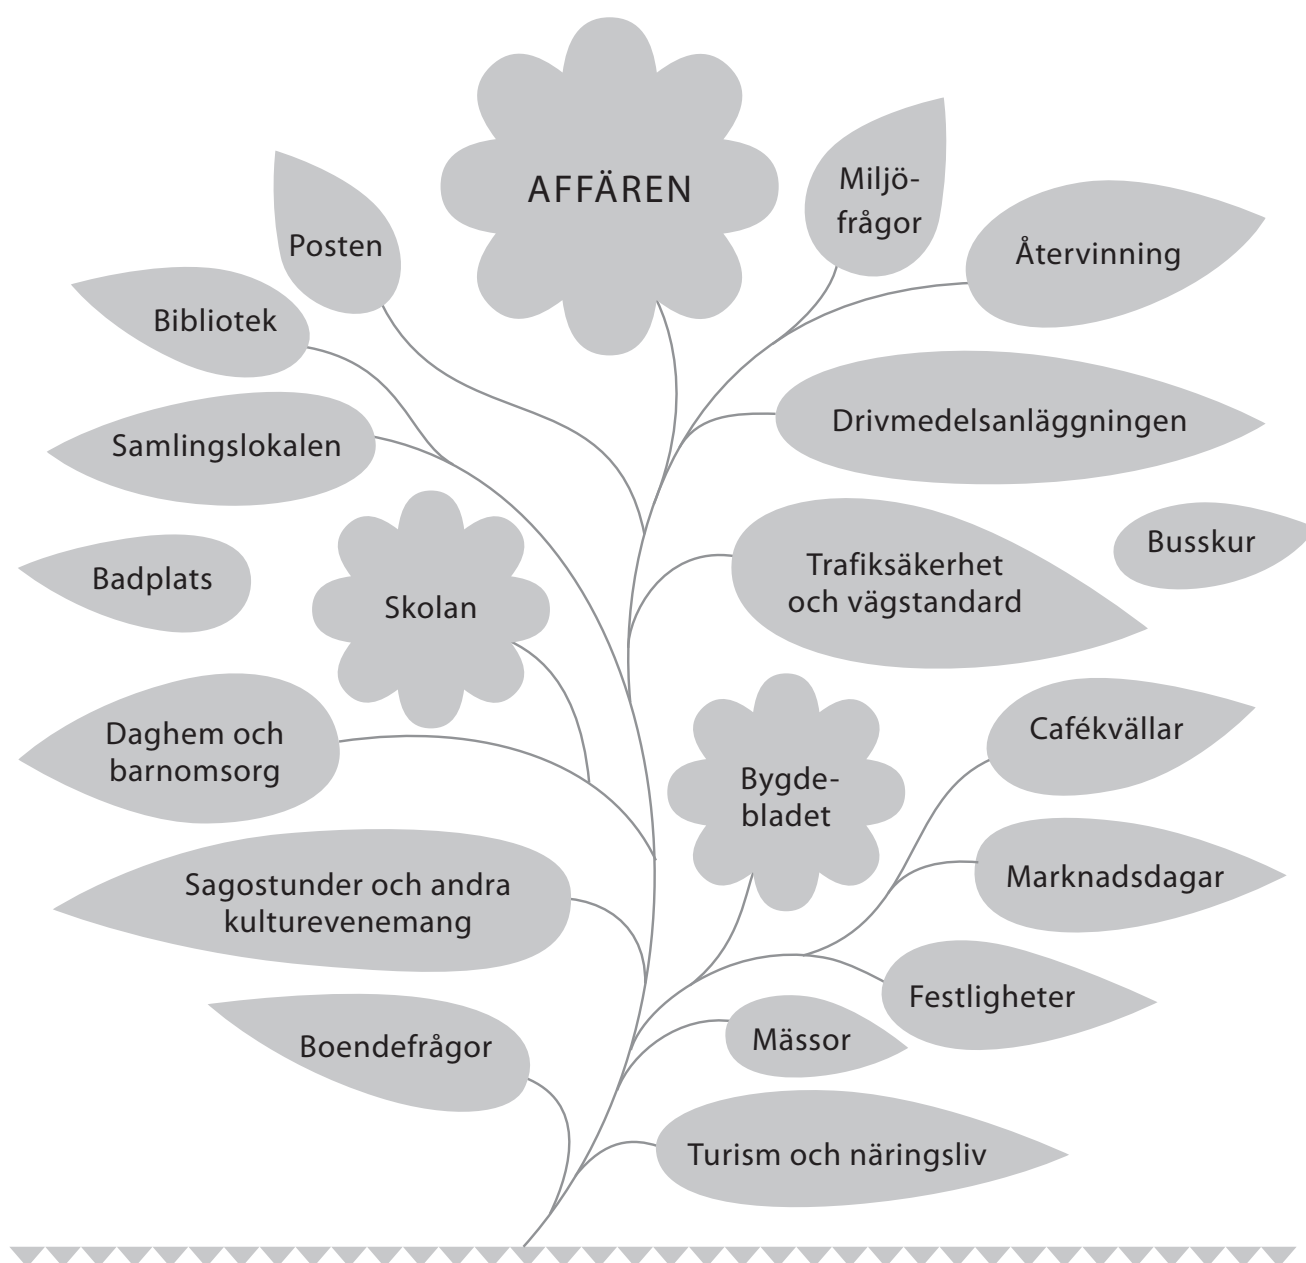 AFFÄREN
Miljö-
frågor
Posten
Återvinning
Bibliotek
Drivmedelsanläggningen
Samlingslokalen
Busskur
Trafiksäkerhet
och vägstandard
Badplats
Skolan
Cafékvällar
Daghem och
barnomsorg
Bygde-
bladet
Marknadsdagar
Sagostunder och andra
kulturevenemang
Festligheter
Mässor
Boendefrågor
Turism och näringsliv